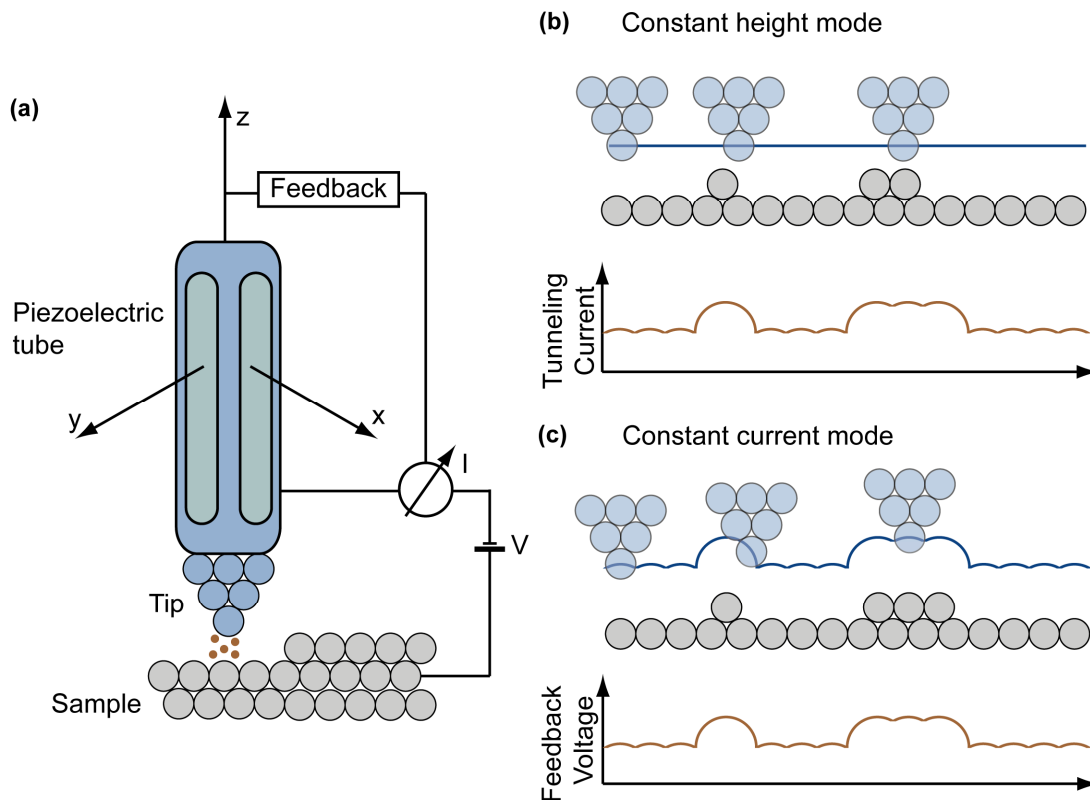 (a)
z
Feedback
Piezoelectric
tube
y
x
I
V
Tip
Sample
(b) Constant height mode
Tunneling
Current
(c) Constant current mode
Feedback
Voltage